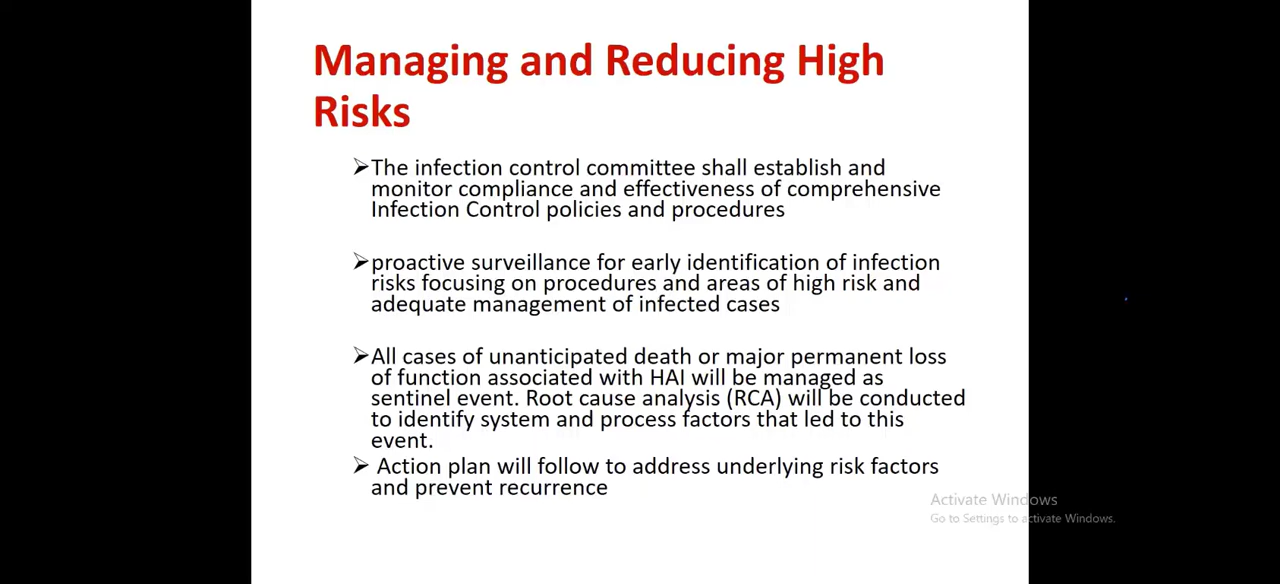 Managing and Reducing High
Risks
➢The infection control committee shall establish and
monitor compliance and effectiveness of comprehensive
Infection Control policies and procedures
➢proactive surveillance for early identification of infection
risks focusing on procedures and areas of high risk and
adequate management of infected cases
➢All cases of unanticipated death or major permanent loss
of function associated with HAI will be managed as
sentinel event. Root cause analysis (RCA) will be conducted
to identify system and process factors that led to this
event.
➢ Action plan will follow to address underlying risk factors
and prevent recurrence
Activate Windows
Go to Settings to activate Windows.